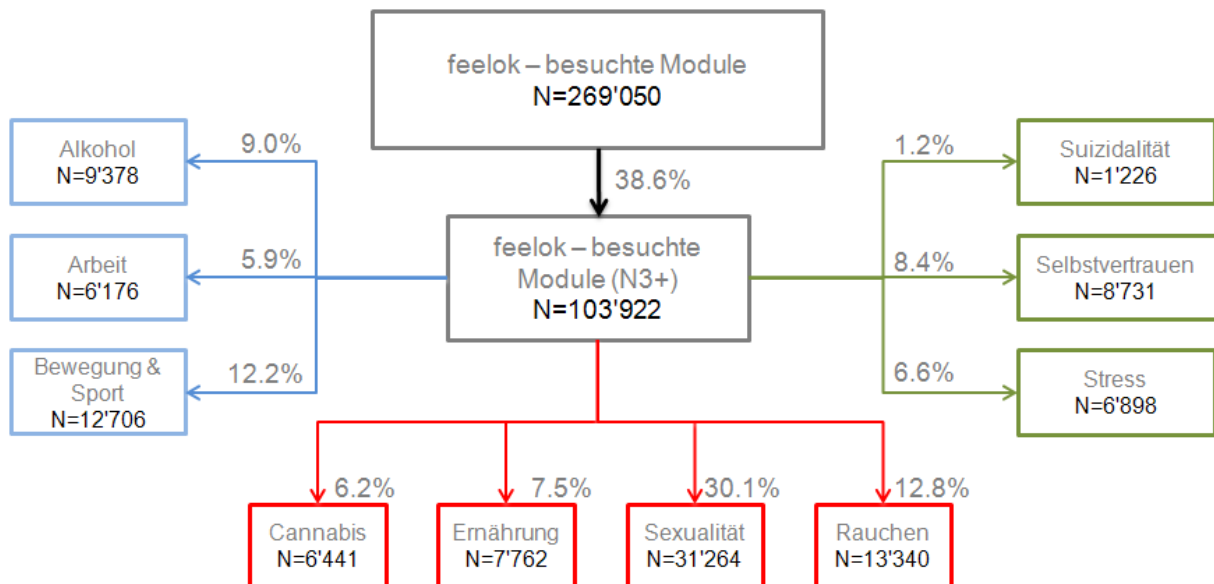 feelok – besuchte Module
N=269'050
38.6%
feelok – besuchte
Module (N3+)
N=103'922
Alkohol
N=9'378
9.0%
Arbeit
N=6'176
5.9%
Bewegung &
Sport
N=12'706
12.2%
1.2%
Suizidalität
N=1'226
8.4%
Selbstvertrauen
N=8'731
6.6%
Stress
N=6'898
6.2%
Cannabis
N=6'441
7.5%
Ernährung
N=7'762
30.1%
Sexualität
N=31'264
12.8%
Rauchen
N=13'340